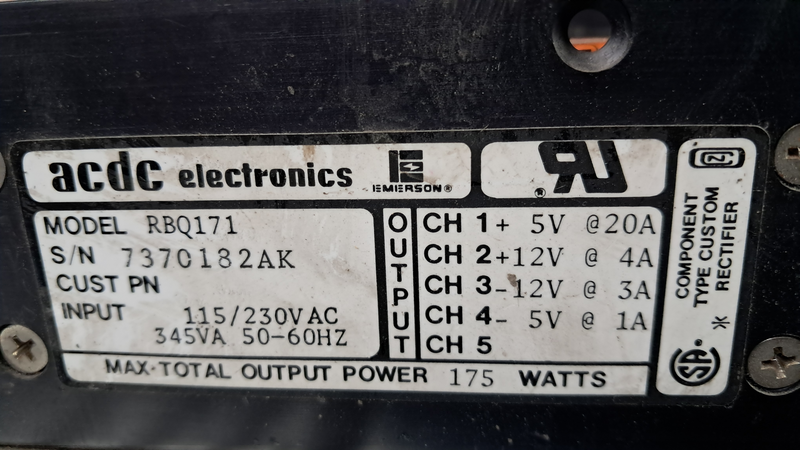 acdc electronics
EMERSON®
®
MODEL RBQ171
S/N 7370182AK
CUST PN
INPUT 115/230VAC
345VA 50-60HZ
OUTPUT
CH 1 + 5V @20A
CH 2 +12V @ 4A
CH 3 -12V @ 3A
CH 4 - 5V @ 1A
CH 5
MAX·TOTAL OUTPUT POWER 175 WATTS
COMPONENT
TYPE CUSTOM
RECTIFIER
*
SA®